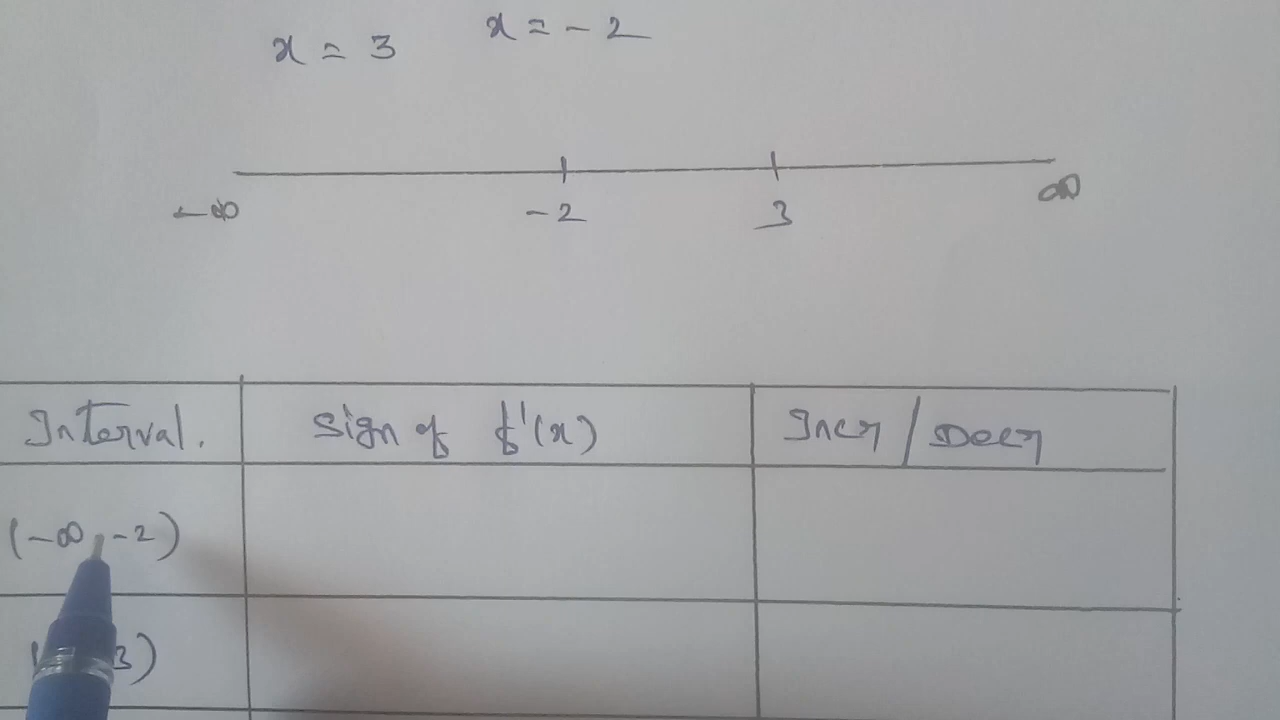 x = 3 x = -2
-∞ -2 3 ∞
Interval. Sign of f'(x) Incr / Decr
(-∞, -2)
3)